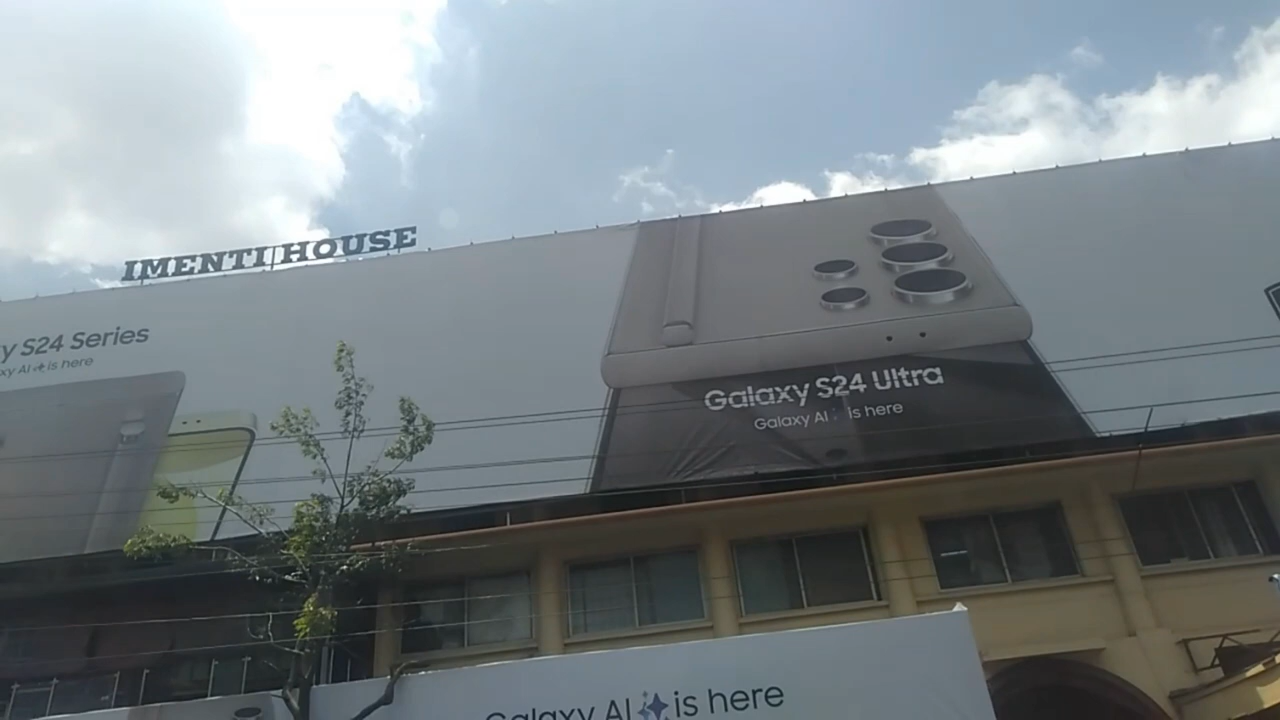 IMENTI HOUSE
y S24 Series
xy AI is here
Galaxy S24 Ultra
Galaxy AI is here
Galaxy AI is here